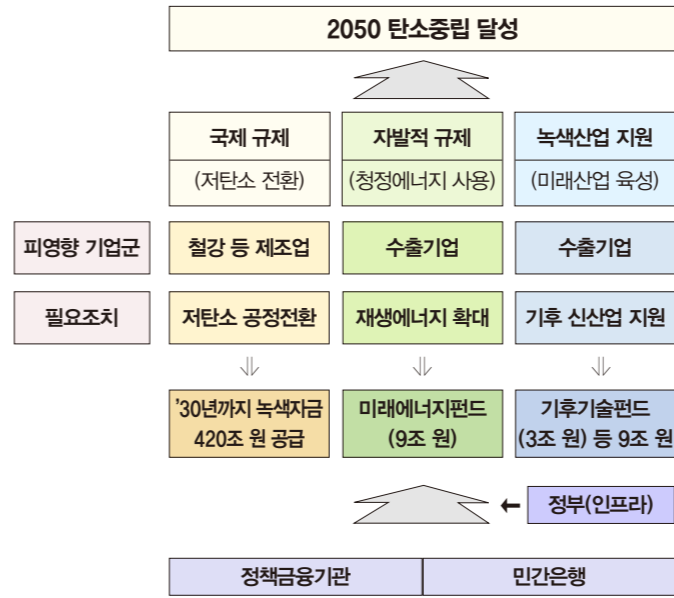 2050 탄소중립 달성
국제 규제
자발적 규제
녹색산업 지원
(저탄소 전환)
(청정에너지 사용)
(미래산업 육성)
피영향 기업군
철강 등 제조업
수출기업
수출기업
필요조치
저탄소 공정전환
재생에너지 확대
기후 신산업 지원
’30년까지 녹색자금
420조 원 공급
미래에너지펀드
(9조 원)
기후기술펀드
(3조 원) 등 9조 원
정부(인프라)
정책금융기관
민간은행